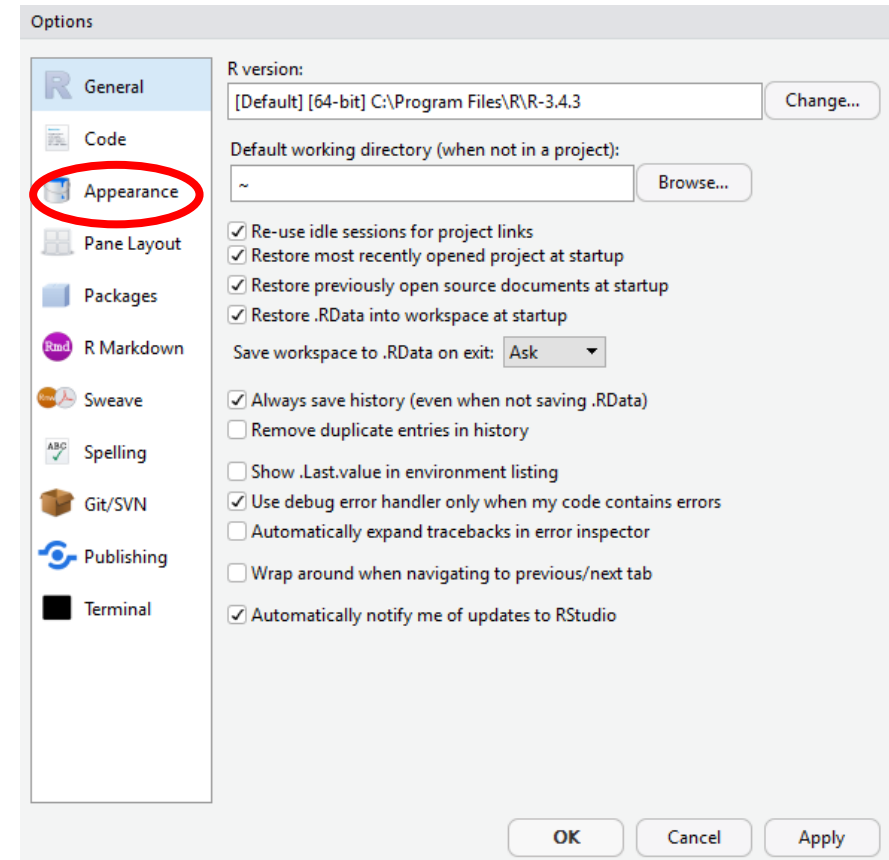 Options
General
Code
Appearance
Pane Layout
Packages
Rmd R Markdown
Sweave
ABC Spelling
Git/SVN
Publishing
Terminal
R version:
[Default] [64-bit] C:\Program Files\R\R-3.4.3 Change...
Default working directory (when not in a project):
~ Browse...
Re-use idle sessions for project links
Restore most recently opened project at startup
Restore previously open source documents at startup
Restore .RData into workspace at startup
Save workspace to .RData on exit: Ask
Always save history (even when not saving .RData)
Remove duplicate entries in history
Show .Last.value in environment listing
Use debug error handler only when my code contains errors
Automatically expand tracebacks in error inspector
Wrap around when navigating to previous/next tab
Automatically notify me of updates to RStudio
OK Cancel Apply